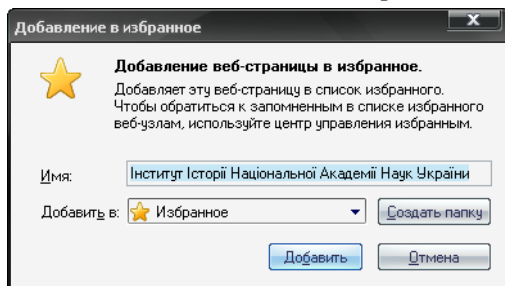 Добавление в избранное
Добавление веб-страницы в избранное.
Добавляет эту веб-страницу в список избранного.
Чтобы обратиться к запомненным в списке избранного
веб-узлам, используйте центр управления избранным.
Имя: Інститут Історії Національної Академії Наук України
Добавить в: Избранное Создать папку
Добавить Отмена